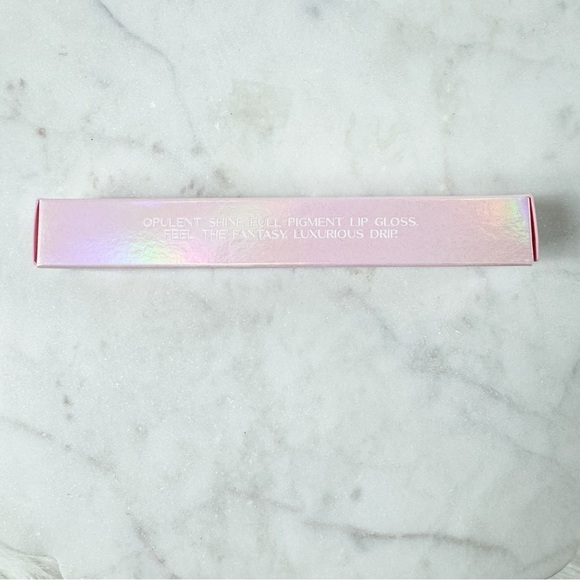 OPULENT SHINE FULL PIGMENT LIP GLOSS.
FEEL THE FANTASY, LUXURIOUS DRIP.